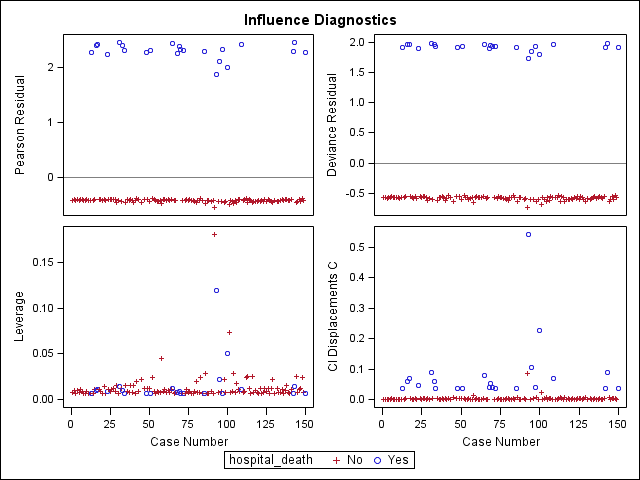 Influence Diagnostics
Pearson Residual
2
1
0
Deviance Residual
2.0
1.5
1.0
0.5
0.0
-0.5
Leverage
0.15
0.10
0.05
0.00
0 25 50 75 100 125 150
Case Number
CI Displacements C
0.5
0.4
0.3
0.2
0.1
0.0
0 25 50 75 100 125 150
Case Number
hospital_death + No o Yes